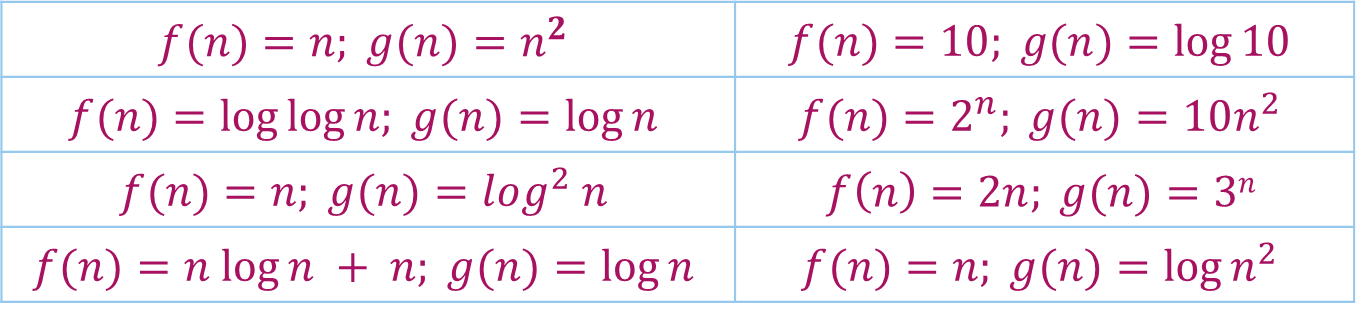 f(n) = n; g(n) = n² f(n) = 10; g(n) = log 10
f(n) = log log n; g(n) = log n f(n) = 2ⁿ; g(n) = 10n²
f(n) = n; g(n) = log² n f(n) = 2n; g(n) = 3ⁿ
f(n) = n log n + n; g(n) = log n f(n) = n; g(n) = log n²